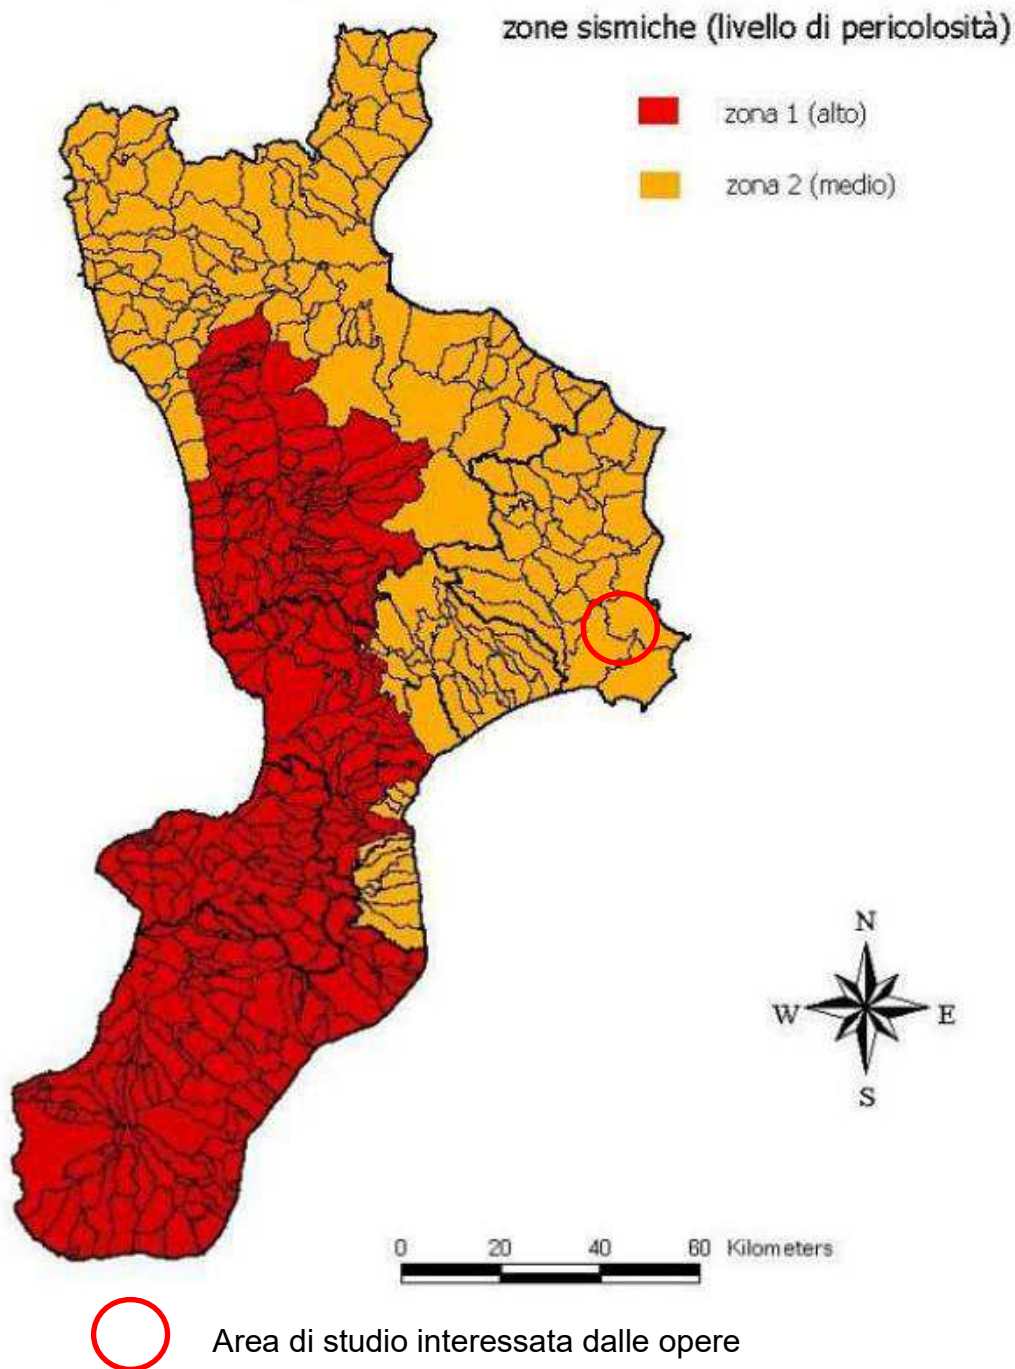 zone sismiche (livello di pericolosità)
zona 1 (alto)
zona 2 (medio)
N
W E
S
0 20 40 60 Kilometers
Area di studio interessata dalle opere